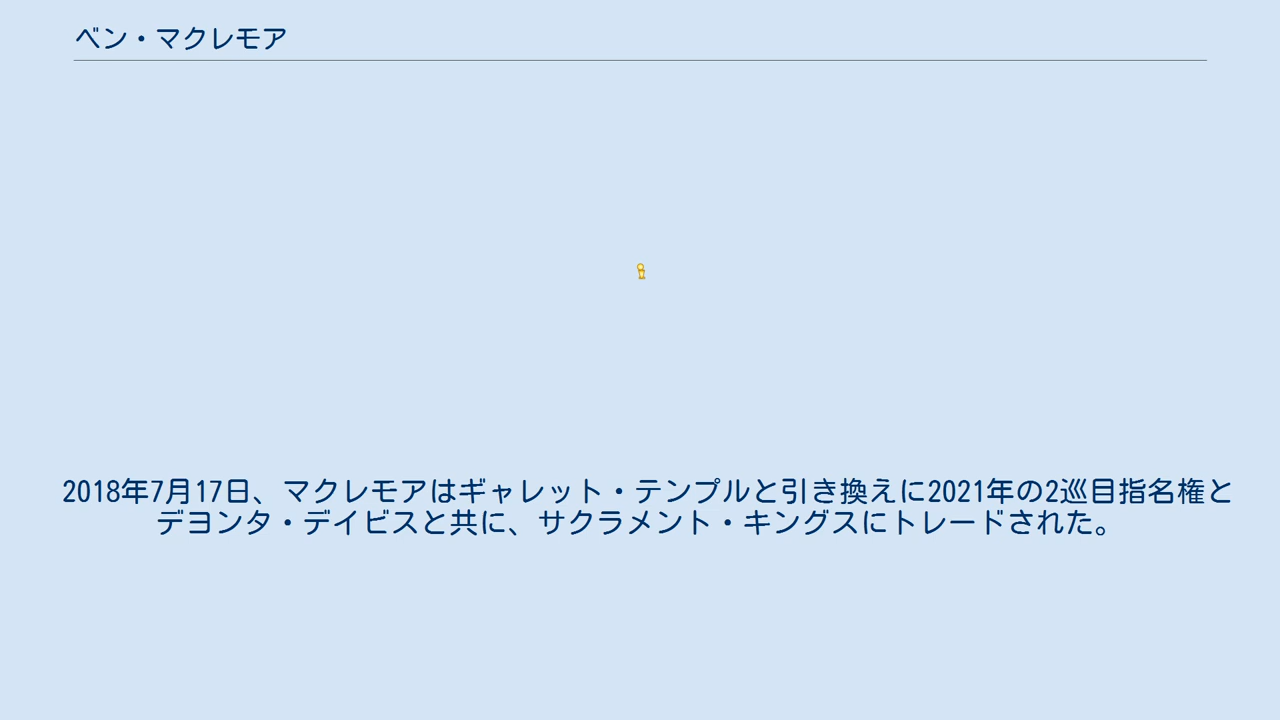 ベン・マクレモア
2018年7月17日、マクレモアはギャレット・テンプルと引き換えに2021年の2巡目指名権と
デヨンタ・デイビスと共に、サクラメント・キングスにトレードされた。